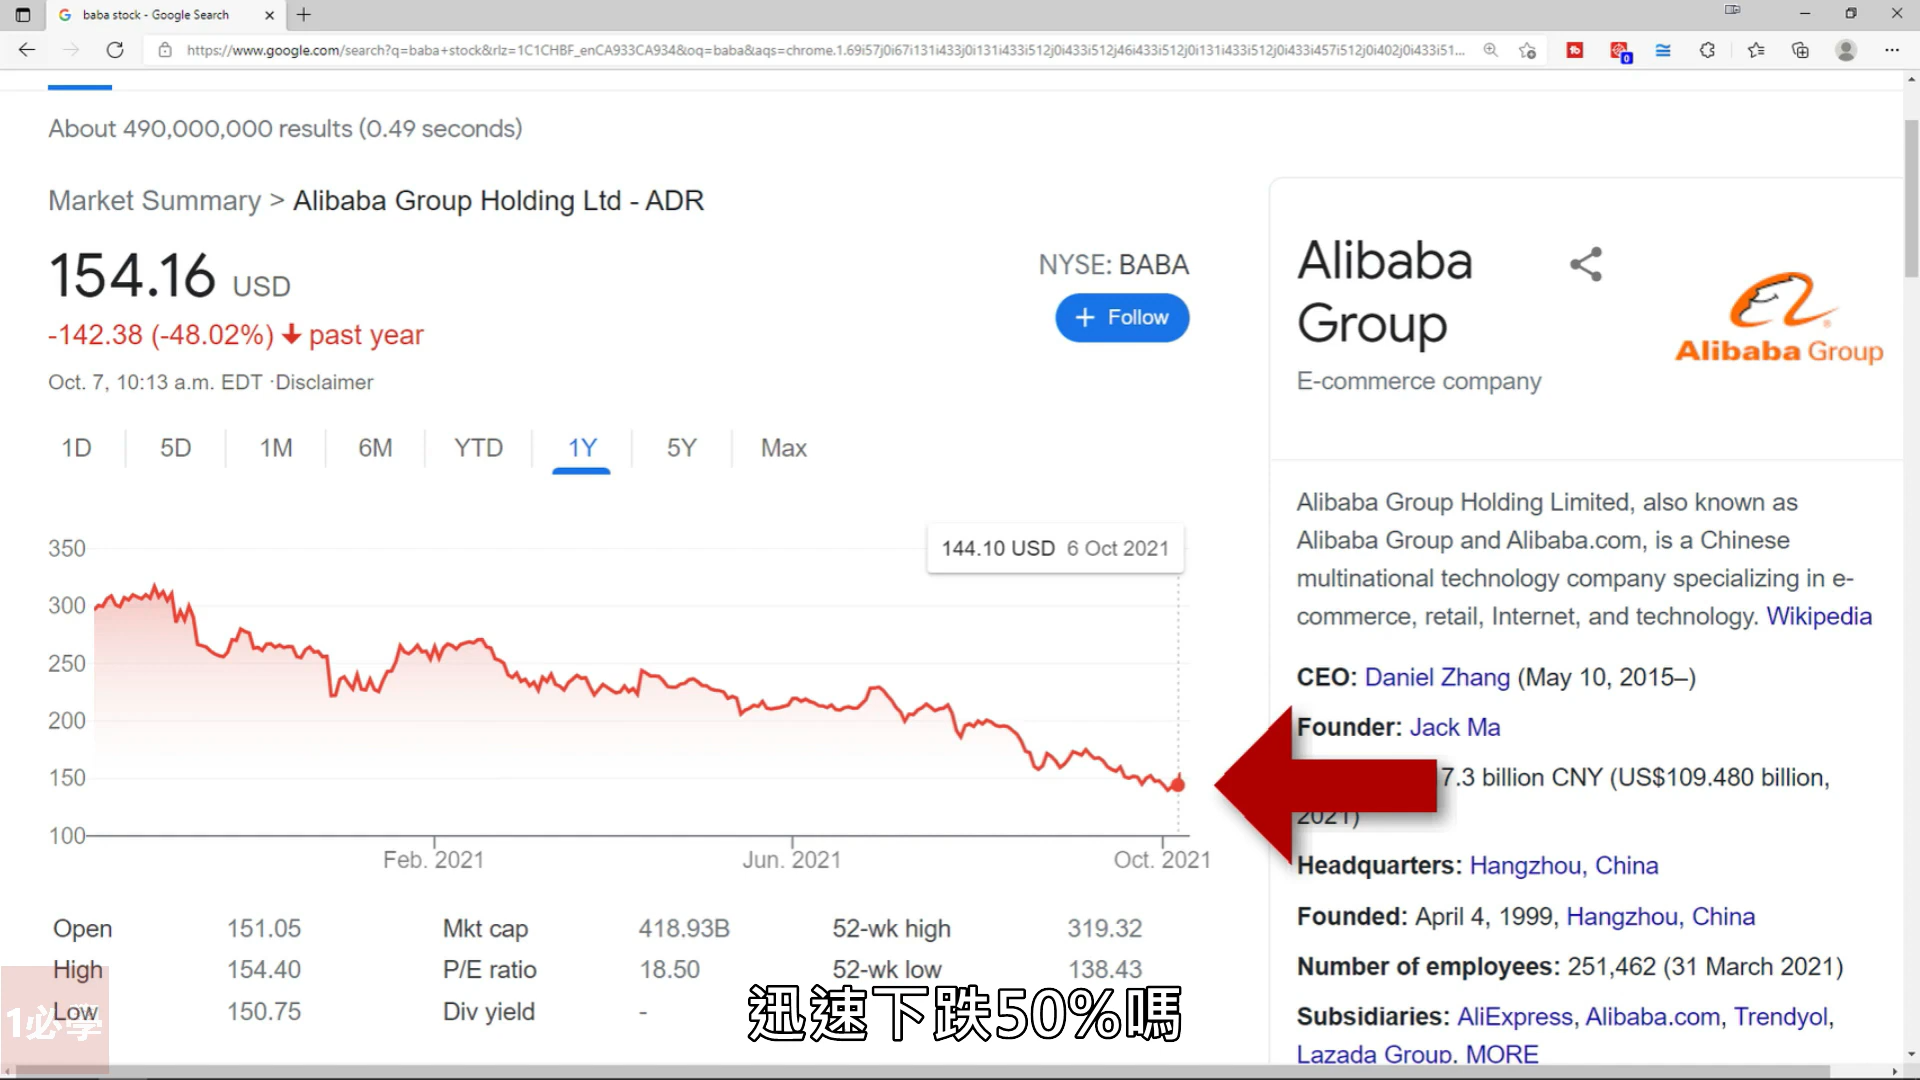 baba stock - Google Search
https://www.google.com/search?q=baba+stock&rlz=1C1CHBF_enCA933CA934&oq=baba&aqs=chrome.1.69i57j0i67i131i433j0i131i433i512j0i433i512j46i433i512j0i131i433i512j0i433i457i512j0i402j0i433i51...
0
About 490,000,000 results (0.49 seconds)
Market Summary > Alibaba Group Holding Ltd - ADR
154.16 USD
-142.38 (-48.02%) past year
Oct. 7, 10:13 a.m. EDT ·Disclaimer
NYSE: BABA
+ Follow
1D 5D 1M 6M YTD 1Y 5Y Max
144.10 USD 6 Oct 2021
350
300
250
200
150
100
Feb. 2021 Jun. 2021 Oct. 2021
Open 151.05 Mkt cap 418.93B 52-wk high 319.32
High 154.40 P/E ratio 18.50 52-wk low 138.43
Low 150.75 Div yield -
Alibaba
Group
E-commerce company
Alibaba Group
Alibaba Group Holding Limited, also known as
Alibaba Group and Alibaba.com, is a Chinese
multinational technology company specializing in e-
commerce, retail, Internet, and technology. Wikipedia
CEO: Daniel Zhang (May 10, 2015–)
Founder: Jack Ma
7.3 billion CNY (US$109.480 billion,
2021)
Headquarters: Hangzhou, China
Founded: April 4, 1999, Hangzhou, China
Number of employees: 251,462 (31 March 2021)
Subsidiaries: AliExpress, Alibaba.com, Trendyol,
Lazada Group, MORE
1必学
迅速下跌50%嗎